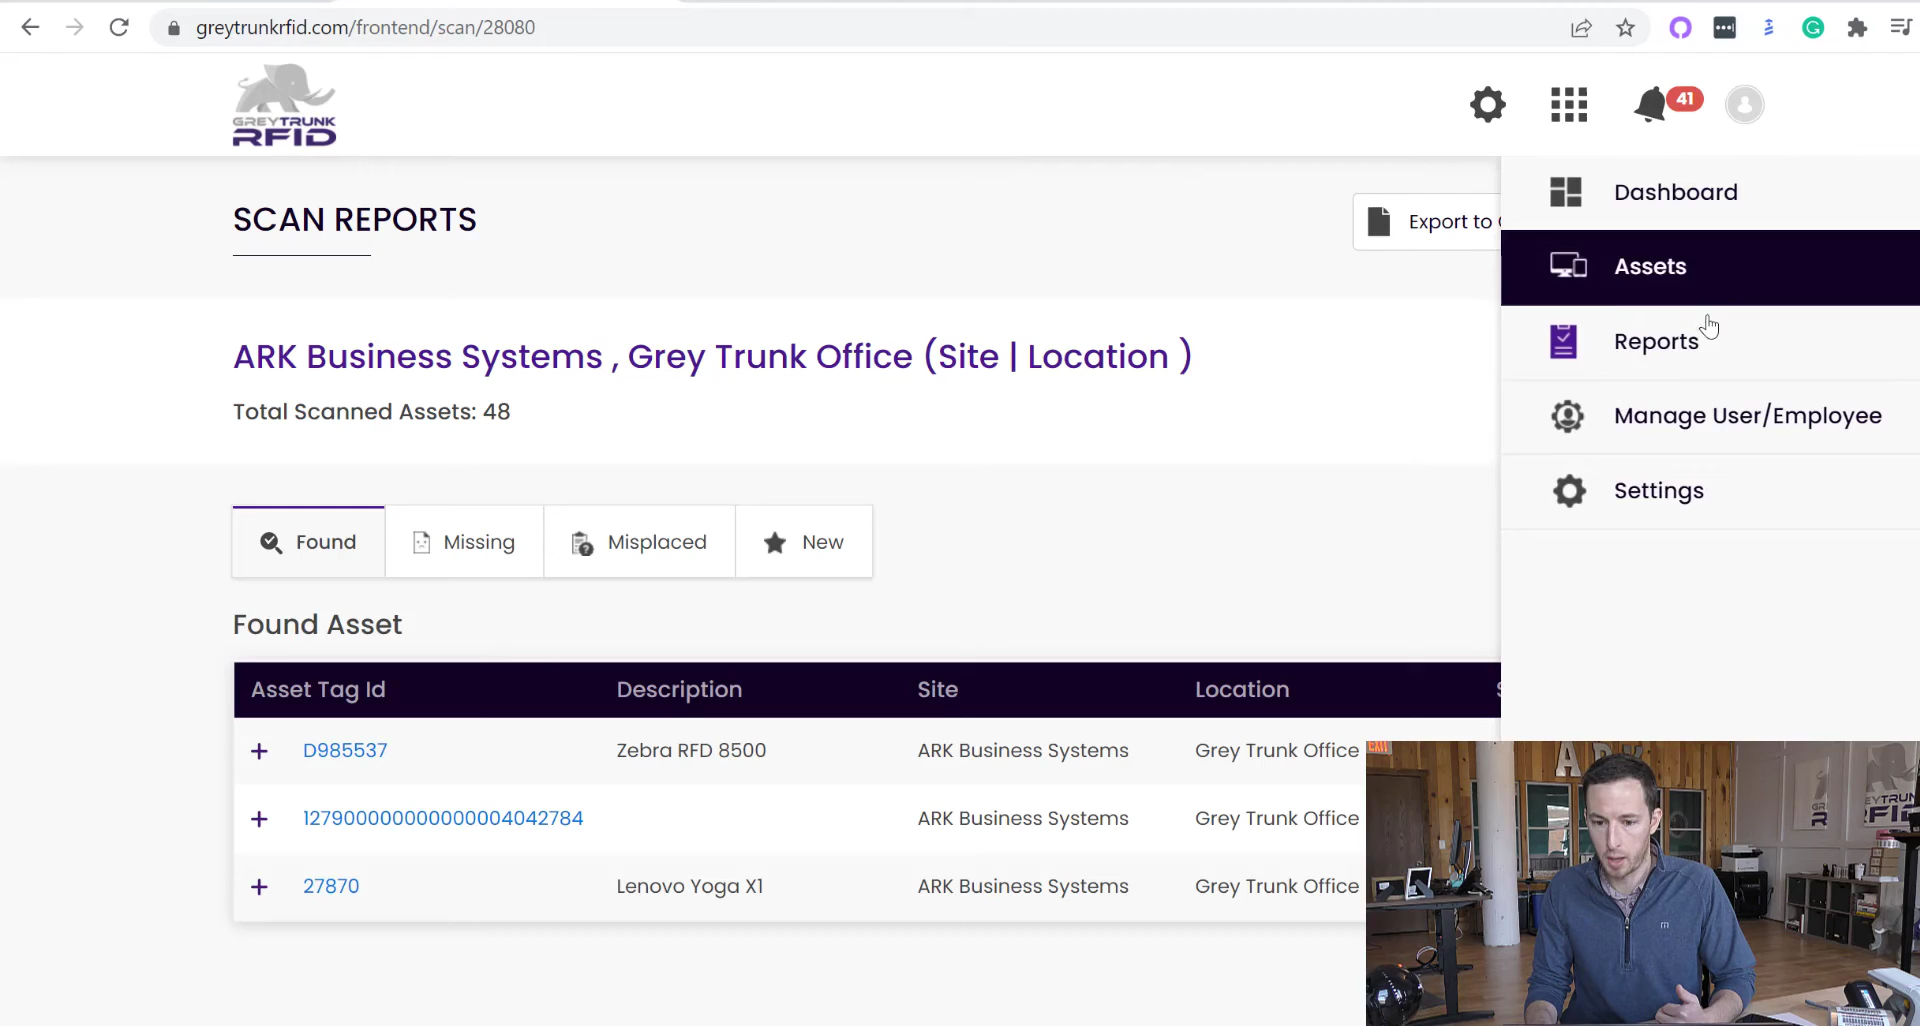 greytrunkrfid.com/frontend/scan/28080
GREYTRUNK
RFID
41
Dashboard
SCAN REPORTS
Export to
Assets
Reports
ARK Business Systems , Grey Trunk Office (Site | Location )
Total Scanned Assets: 48
Manage User/Employee
Settings
Found
Missing
Misplaced
New
Found Asset
Asset Tag Id Description Site Location
D985537 Zebra RFD 8500 ARK Business Systems Grey Trunk Office
127900000000000004042784 ARK Business Systems Grey Trunk Office
27870 Lenovo Yoga X1 ARK Business Systems Grey Trunk Office
EXIT